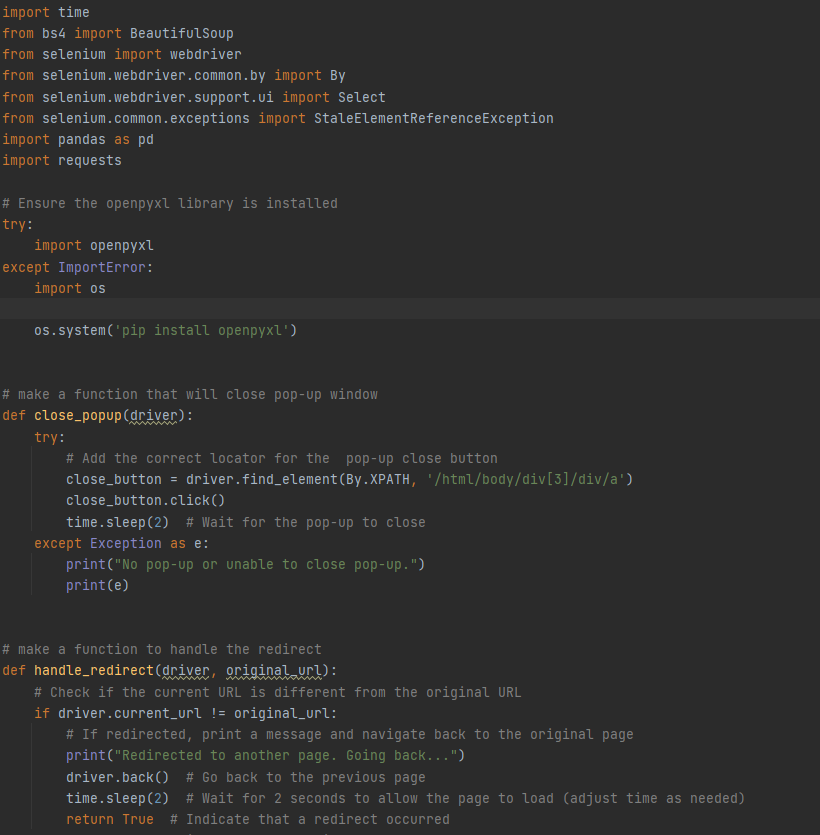 import time
from bs4 import BeautifulSoup
from selenium import webdriver
from selenium.webdriver.common.by import By
from selenium.webdriver.support.ui import Select
from selenium.common.exceptions import StaleElementReferenceException
import pandas as pd
import requests

# Ensure the openpyxl library is installed
try:
    import openpyxl
except ImportError:
    import os

    os.system('pip install openpyxl')


# make a function that will close pop-up window
def close_popup(driver):
    try:
        # Add the correct locator for the  pop-up close button
        close_button = driver.find_element(By.XPATH, '/html/body/div[3]/div/a')
        close_button.click()
        time.sleep(2)  # Wait for the pop-up to close
    except Exception as e:
        print("No pop-up or unable to close pop-up.")
        print(e)


# make a function to handle the redirect
def handle_redirect(driver, original_url):
    # Check if the current URL is different from the original URL
    if driver.current_url != original_url:
        # If redirected, print a message and navigate back to the original page
        print("Redirected to another page. Going back...")
        driver.back()  # Go back to the previous page
        time.sleep(2)  # Wait for 2 seconds to allow the page to load (adjust time as needed)
        return True  # Indicate that a redirect occurred